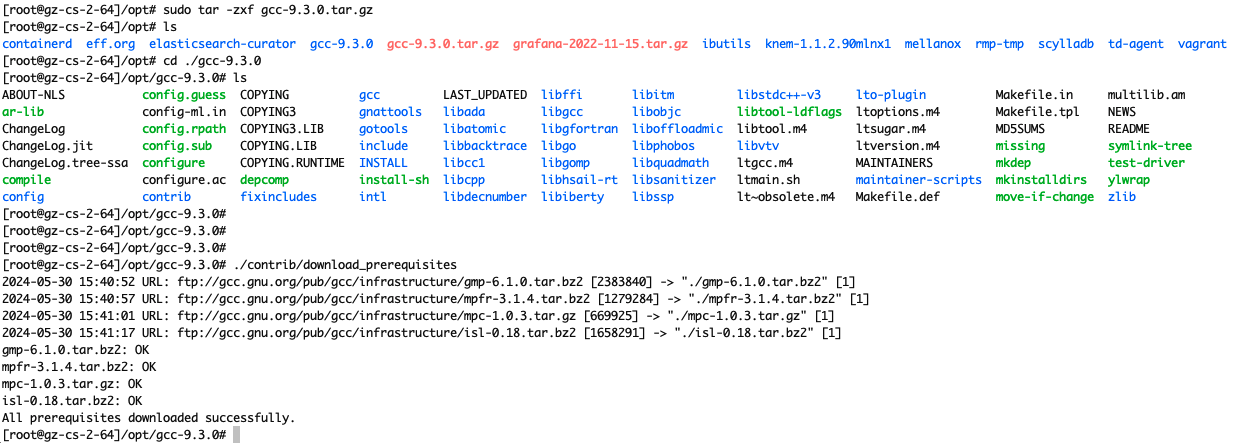 [root@gz-cs-2-64]/opt# sudo tar -zxf gcc-9.3.0.tar.gz
[root@gz-cs-2-64]/opt# ls
containerd eff.org elasticsearch-curator gcc-9.3.0 gcc-9.3.0.tar.gz grafana-2022-11-15.tar.gz ibutils knem-1.1.2.90mlnx1 mellanox rmp-tmp scylladb td-agent vagrant
[root@gz-cs-2-64]/opt# cd ./gcc-9.3.0
[root@gz-cs-2-64]/opt/gcc-9.3.0# ls
ABOUT-NLS config.guess COPYING gcc LAST_UPDATED libffi libitm libstdc++-v3 lto-plugin Makefile.in multilib.am
ar-lib config-ml.in COPYING3 gnattools libada libgcc libobjc libtool-ldflags ltoptions.m4 Makefile.tpl NEWS
ChangeLog config.rpath COPYING3.LIB gotools libatomic libgfortran liboffloadmic libtool.m4 ltsugar.m4 MD5SUMS README
ChangeLog.jit config.sub COPYING.LIB include libbacktrace libgo libphobos libvtv ltversion.m4 missing symlink-tree
ChangeLog.tree-ssa configure COPYING.RUNTIME INSTALL libcc1 libgomp libquadmath ltgcc.m4 MAINTAINERS mkdep test-driver
compile configure.ac depcomp install-sh libcpp libhsail-rt libsanitizer ltmain.sh maintainer-scripts mkinstalldirs ylwrap
config contrib fixincludes intl libdecnumber libiberty libssp lt~obsolete.m4 Makefile.def move-if-change zlib
[root@gz-cs-2-64]/opt/gcc-9.3.0#
[root@gz-cs-2-64]/opt/gcc-9.3.0#
[root@gz-cs-2-64]/opt/gcc-9.3.0#
[root@gz-cs-2-64]/opt/gcc-9.3.0# ./contrib/download_prerequisites
2024-05-30 15:40:52 URL: ftp://gcc.gnu.org/pub/gcc/infrastructure/gmp-6.1.0.tar.bz2 [2383840] -> "./gmp-6.1.0.tar.bz2" [1]
2024-05-30 15:40:57 URL: ftp://gcc.gnu.org/pub/gcc/infrastructure/mpfr-3.1.4.tar.bz2 [1279284] -> "./mpfr-3.1.4.tar.bz2" [1]
2024-05-30 15:41:01 URL: ftp://gcc.gnu.org/pub/gcc/infrastructure/mpc-1.0.3.tar.gz [669925] -> "./mpc-1.0.3.tar.gz" [1]
2024-05-30 15:41:17 URL: ftp://gcc.gnu.org/pub/gcc/infrastructure/isl-0.18.tar.bz2 [1658291] -> "./isl-0.18.tar.bz2" [1]
gmp-6.1.0.tar.bz2: OK
mpfr-3.1.4.tar.bz2: OK
mpc-1.0.3.tar.gz: OK
isl-0.18.tar.bz2: OK
All prerequisites downloaded successfully.
[root@gz-cs-2-64]/opt/gcc-9.3.0#